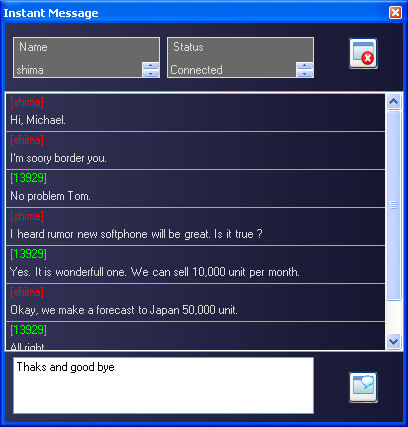 Instant Message
Name
Status
shima
Connected
[shima]
Hi, Michael.
[shima]
I'm soory border you.
[13929]
No problem Tom.
[shima]
I heard rumor new softphone will be great. Is it true ?
[13929]
Yes. It is wonderfull one. We can sell 10,000 unit per month.
[shima]
Okay, we make a forecast to Japan 50,000 unit.
[13929]
All right
Thaks and good bye